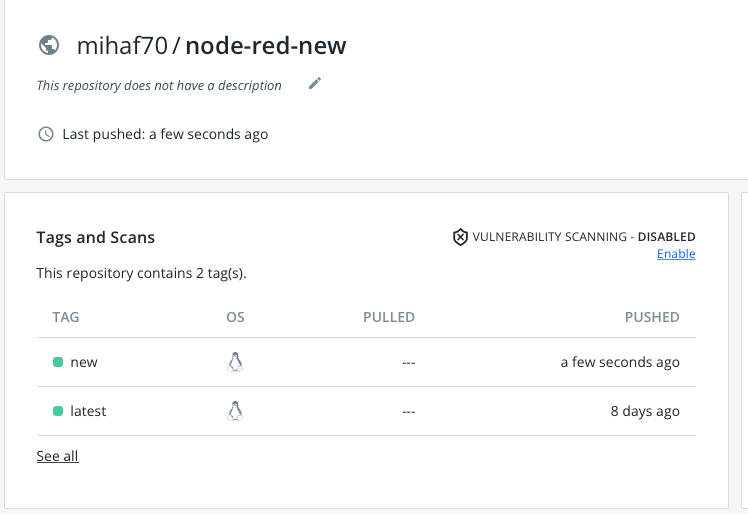 mihaf70 / node-red-new
This repository does not have a description
Last pushed: a few seconds ago
Tags and Scans
VULNERABILITY SCANNING - DISABLED
Enable
This repository contains 2 tag(s).
TAG OS PULLED PUSHED
new --- a few seconds ago
latest --- 8 days ago
See all